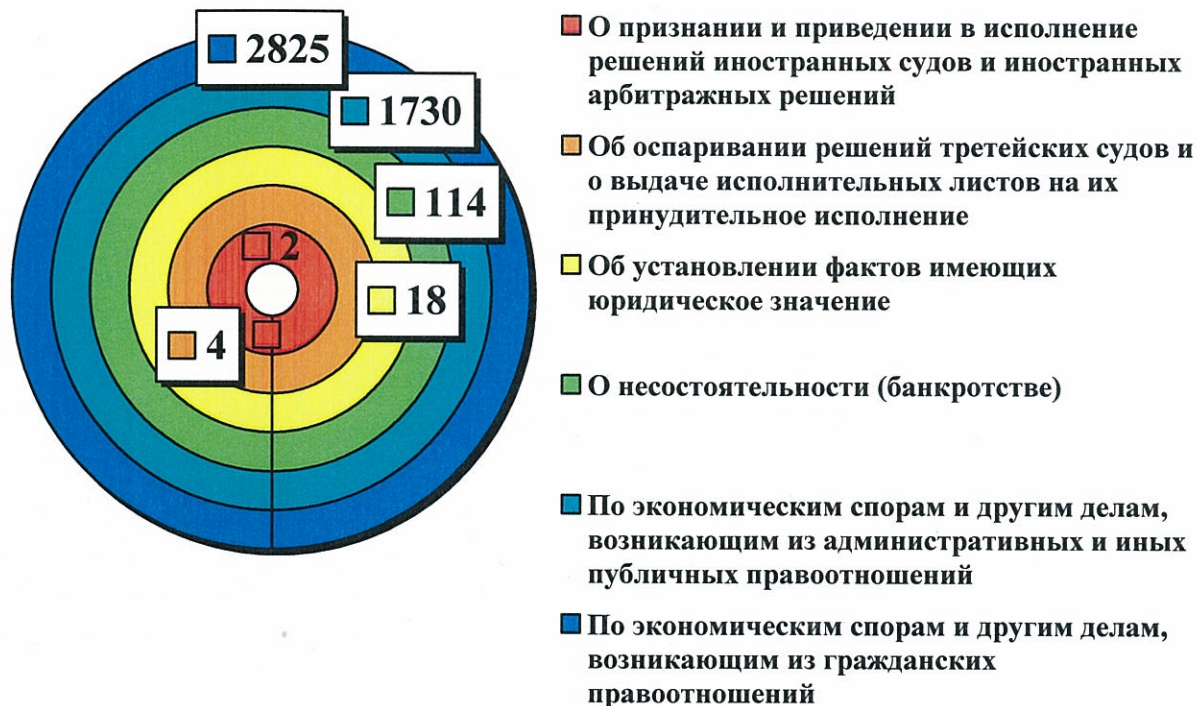 2825
1730
114
2
18
4
О признании и приведении в исполнение
решений иностранных судов и иностранных
арбитражных решений
Об оспаривании решений третейских судов и
о выдаче исполнительных листов на их
принудительное исполнение
Об установлении фактов имеющих
юридическое значение
О несостоятельности (банкротстве)
По экономическим спорам и другим делам,
возникающим из административных и иных
публичных правоотношений
По экономическим спорам и другим делам,
возникающим из гражданских
правоотношений